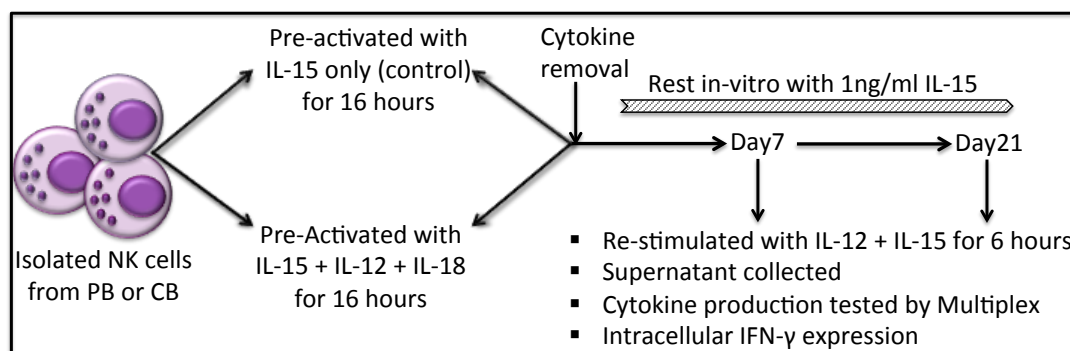 Pre-activated with
IL-15 only (control)
for 16 hours
Cytokine
removal
Rest in-vitro with 1ng/ml IL-15
Day7
Day21
Isolated NK cells
from PB or CB
Pre-Activated with
IL-15 + IL-12 + IL-18
for 16 hours
▪ Re-stimulated with IL-12 + IL-15 for 6 hours
▪ Supernatant collected
▪ Cytokine production tested by Multiplex
▪ Intracellular IFN-γ expression